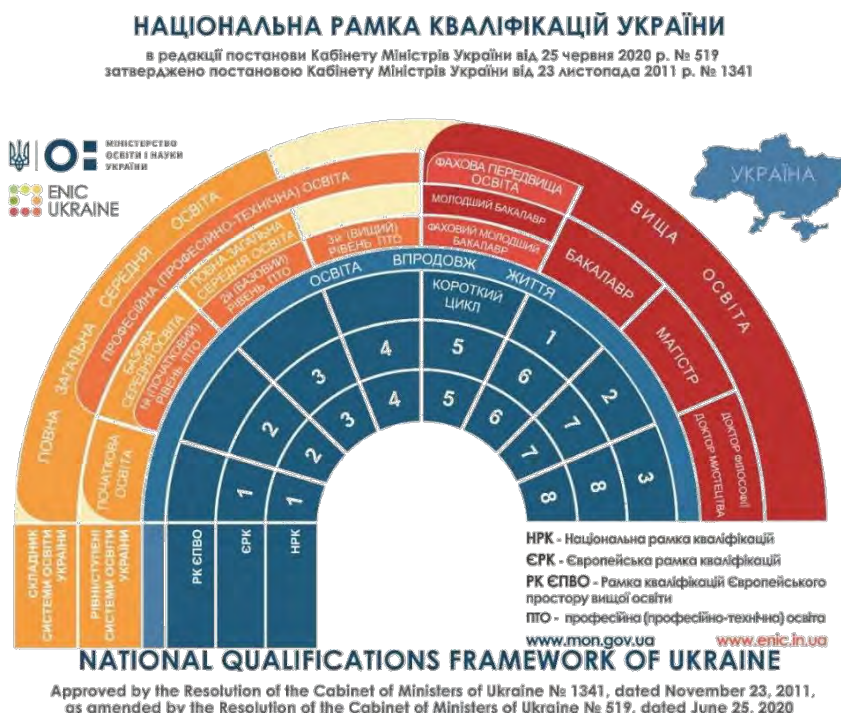 НАЦІОНАЛЬНА РАМКА КВАЛІФІКАЦІЙ УКРАЇНИ
в редакції постанови Кабінету Міністрів України від 25 червня 2020 р. № 519
затверджено постановою Кабінету Міністрів України від 23 листопада 2011 р. № 1341
МІНІСТЕРСТВО
ОСВІТИ І НАУКИ
УКРАЇНИ
ENIC
UKRAINE
УКРАЇНА
ПОВНА ЗАГАЛЬНА СЕРЕДНЯ ОСВІТА
ПРОФЕСІЙНА (ПРОФЕСІЙНО-ТЕХНІЧНА) ОСВІТА
ФАХОВА ПЕРЕДВИЩА
ОСВІТА
ВИЩА ОСВІТА
ПОЧАТКОВА
ОСВІТА
БАЗОВА
СЕРЕДНЯ ОСВІТА
1й (ПОЧАТКОВИЙ)
РІВЕНЬ ПТО
ПОВНА ЗАГАЛЬНА
СЕРЕДНЯ ОСВІТА
2й (БАЗОВИЙ)
РІВЕНЬ ПТО
3й (ВИЩИЙ)
РІВЕНЬ ПТО
МОЛОДШИЙ БАКАЛАВР
ФАХОВИЙ МОЛОДШИЙ
БАКАЛАВР
БАКАЛАВР
МАГІСТР
ДОКТОР ФІЛОСОФІЇ
ДОКТОР МИСТЕЦТВА
ОСВІТА ВПРОДОВЖ ЖИТТЯ
КОРОТКИЙ
ЦИКЛ
1
2
3
1
2
3
4
5
6
7
8
1
2
3
4
5
6
7
8
СКЛАДНИК
СИСТЕМИ ОСВІТИ
УКРАЇНИ
РІВНІ/СТУПЕНІ
СИСТЕМИ ОСВІТИ
УКРАЇНИ
РК ЄПВО
ЄРК
НРК
НРК - Національна рамка кваліфікацій
ЄРК - Європейська рамка кваліфікацій
РК ЄПВО - Рамка кваліфікацій Європейського
простору вищої освіти
ПТО - професійна (професійно-технічна) освіта
www.mon.gov.ua www.enic.in.ua
NATIONAL QUALIFICATIONS FRAMEWORK OF UKRAINE
Approved by the Resolution of the Cabinet of Ministers of Ukraine № 1341, dated November 23, 2011,
as amended by the Resolution of the Cabinet of Ministers of Ukraine № 519, dated June 25, 2020